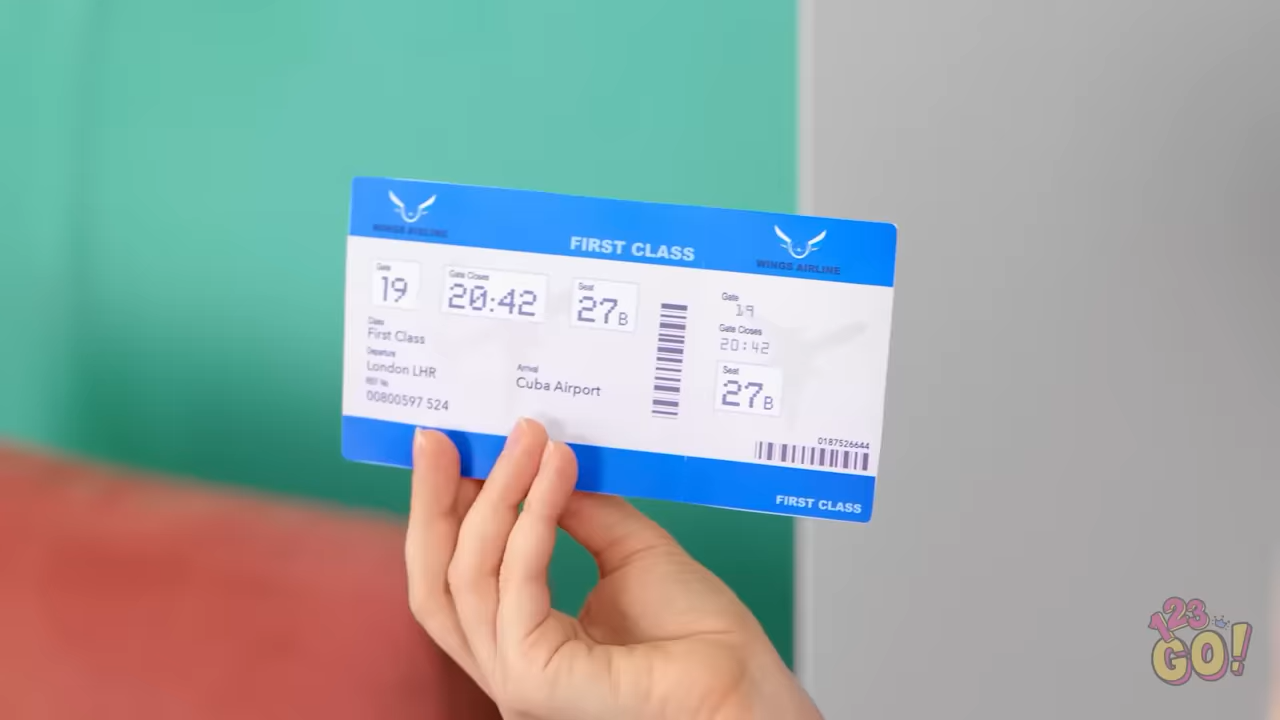 WINGS AIRLINE
FIRST CLASS
WINGS AIRLINE
Gate
19
Gate Closes
20:42
Seat
27B
Class
First Class
Departure
London LHR
REF No
00800597 524
Arrival
Cuba Airport
Gate
19
Gate Closes
20:42
Seat
27B
0187526644
FIRST CLASS
123
GO!